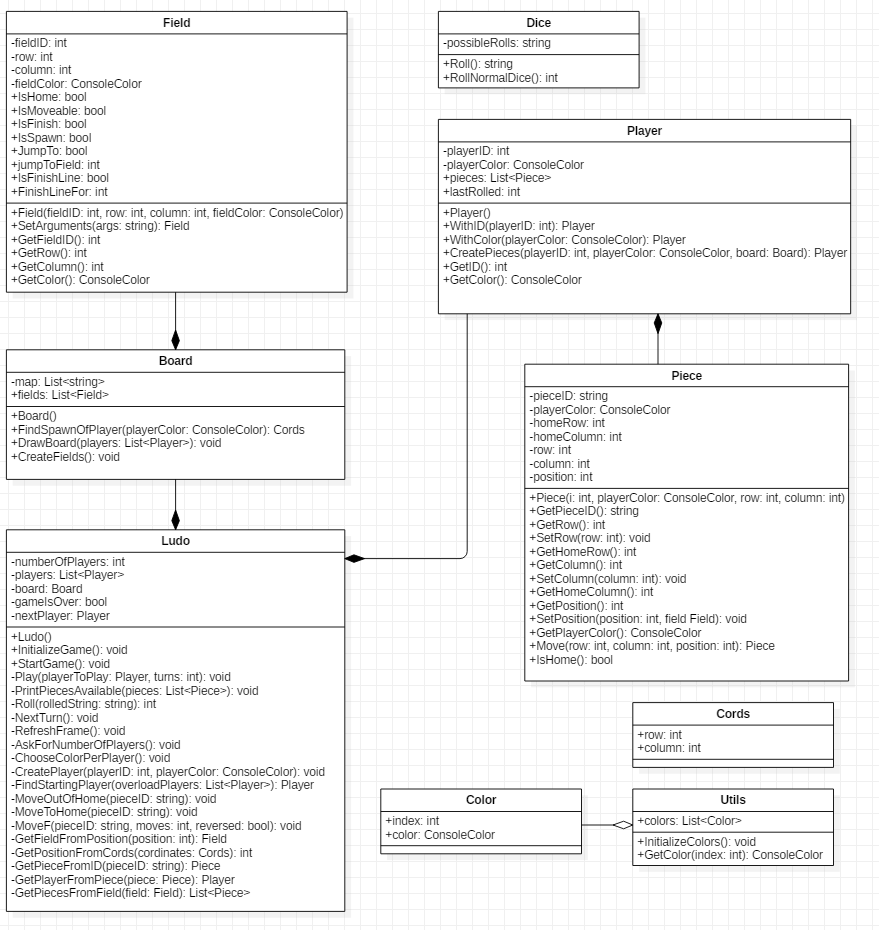 Field
-fieldID: int
-row: int
-column: int
-fieldColor: ConsoleColor
+IsHome: bool
+IsMoveable: bool
+IsFinish: bool
+IsSpawn: bool
+JumpTo: bool
+jumpToField: int
+IsFinishLine: bool
+FinishLineFor: int
+Field(fieldID: int, row: int, column: int, fieldColor: ConsoleColor)
+SetArguments(args: string): Field
+GetFieldID(): int
+GetRow(): int
+GetColumn(): int
+GetColor(): ConsoleColor
Dice
-possibleRolls: string
+Roll(): string
+RollNormalDice(): int
Player
-playerID: int
-playerColor: ConsoleColor
+pieces: List<Piece>
+lastRolled: int
+Player()
+WithID(playerID: int): Player
+WithColor(playerColor: ConsoleColor): Player
+CreatePieces(playerID: int, playerColor: ConsoleColor, board: Board): Player
+GetID(): int
+GetColor(): ConsoleColor
Board
-map: List<string>
+fields: List<Field>
+Board()
+FindSpawnOfPlayer(playerColor: ConsoleColor): Cords
+DrawBoard(players: List<Player>): void
+CreateFields(): void
Piece
-pieceID: string
-playerColor: ConsoleColor
-homeRow: int
-homeColumn: int
-row: int
-column: int
-position: int
+Piece(i: int, playerColor: ConsoleColor, row: int, column: int)
+GetPieceID(): string
+GetRow(): int
+SetRow(row: int): void
+GetHomeRow(): int
+GetColumn(): int
+SetColumn(column: int): void
+GetHomeColumn(): int
+GetPosition(): int
+SetPosition(position: int, field Field): void
+GetPlayerColor(): ConsoleColor
+Move(row: int, column: int, position: int): Piece
+IsHome(): bool
Ludo
-numberOfPlayers: int
-players: List<Player>
-board: Board
-gameIsOver: bool
-nextPlayer: Player
+Ludo()
+InitializeGame(): void
+StartGame(): void
-Play(playerToPlay: Player, turns: int): void
-PrintPiecesAvailable(pieces: List<Piece>): void
-Roll(rolledString: string): int
-NextTurn(): void
-RefreshFrame(): void
-AskForNumberOfPlayers(): void
-ChooseColorPerPlayer(): void
-CreatePlayer(playerID: int, playerColor: ConsoleColor): void
-FindStartingPlayer(overloadPlayers: List<Player>): Player
-MoveOutOfHome(pieceID: string): void
-MoveToHome(pieceID: string): void
-MoveF(pieceID: string, moves: int, reversed: bool): void
-GetFieldFromPosition(position: int): Field
-GetPositionFromCords(cordinates: Cords): int
-GetPieceFromID(pieceID: string): Piece
-GetPlayerFromPiece(piece: Piece): Player
-GetPiecesFromField(field: Field): List<Piece>
Cords
+row: int
+column: int
Color
+index: int
+color: ConsoleColor
Utils
+colors: List<Color>
+InitializeColors(): void
+GetColor(index: int): ConsoleColor